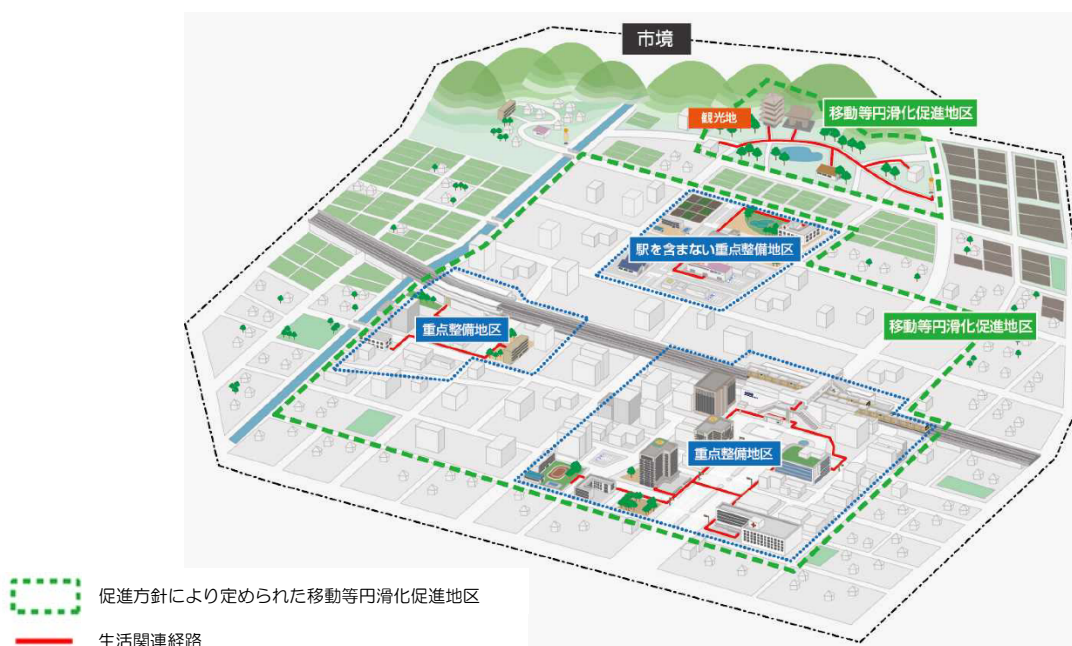 市境
観光地
移動等円滑化促進地区
駅を含まない重点整備地区
重点整備地区
移動等円滑化促進地区
重点整備地区
促進方針により定められた移動等円滑化促進地区
生活関連経路